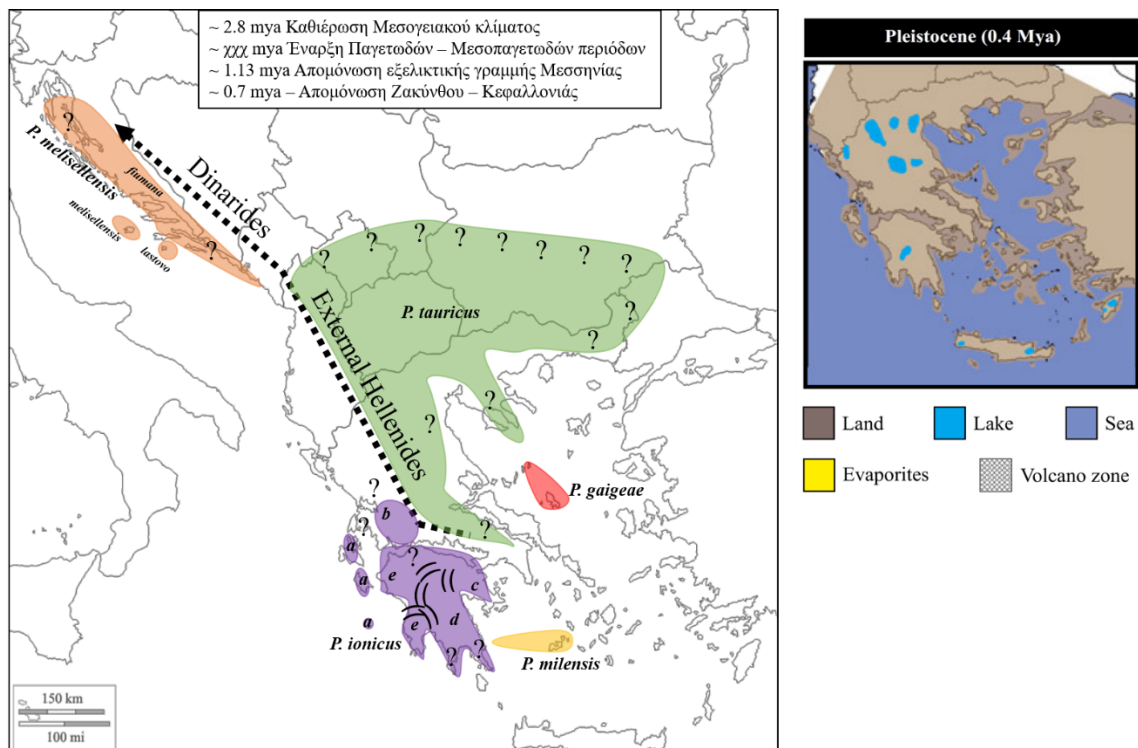 ~ 2.8 mya Καθιέρωση Μεσογειακού κλίματος
~ χχχ mya Έναρξη Παγετωδών – Μεσοπαγετωδών περιόδων
~ 1.13 mya Απομόνωση εξελικτικής γραμμής Μεσσηνίας
~ 0.7 mya – Απομόνωση Ζακύνθου – Κεφαλλονιάς
?
P. melisellensis
fiumana
melisellensis
lastovo
?
Dinarides
External Hellenides
? ? ? ? ? ? ?
P. tauricus
?
?
?
?
P. gaigeae
?
b
?
?
a
?
e
c
a
a
e
d
P. ionicus
? ?
P. milensis
150 km
100 mi
Pleistocene (0.4 Mya)
Land
Lake
Sea
Evaporites
Volcano zone